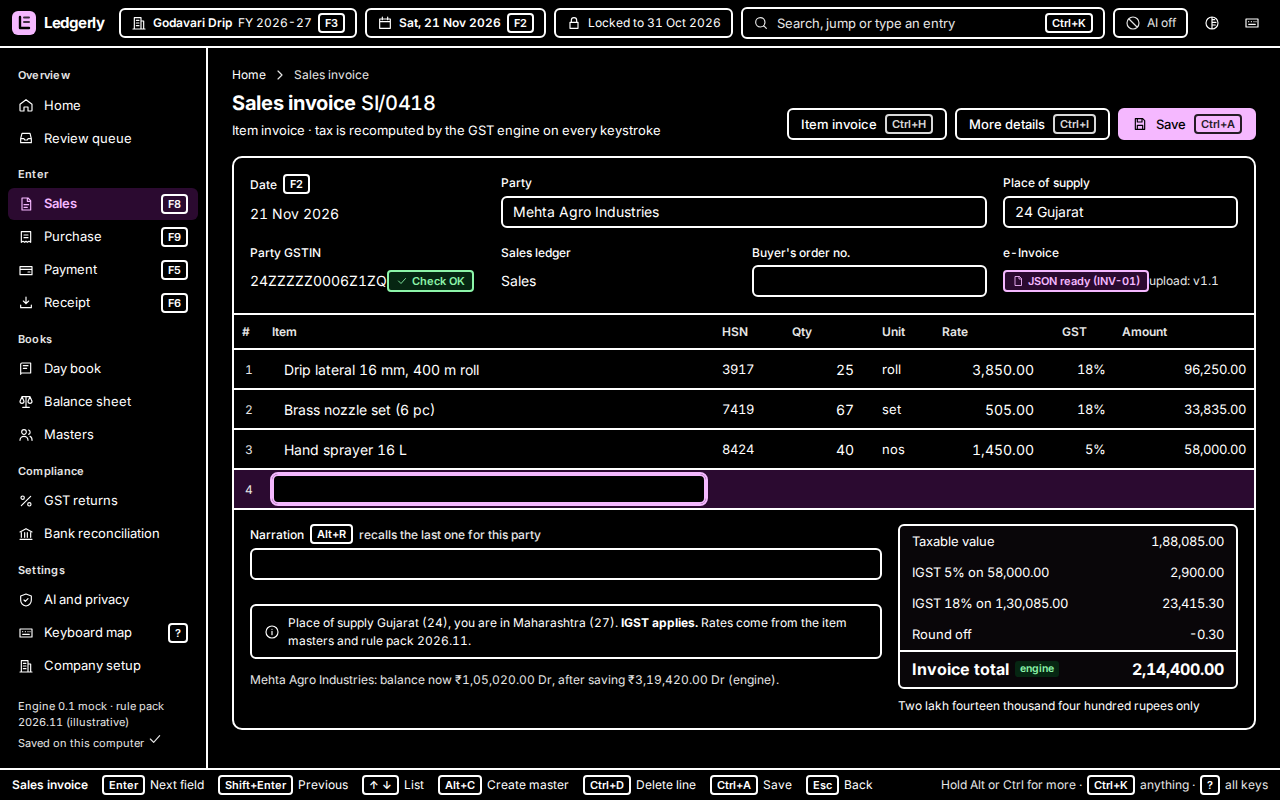 Ledgerly
Godavari Drip FY 2026-27 F3
Sat, 21 Nov 2026 F2
Locked to 31 Oct 2026
Search, jump or type an entry Ctrl+K
AI off
Overview
Home
Review queue
Enter
Sales F8
Purchase F9
Payment F5
Receipt F6
Books
Day book
Balance sheet
Masters
Compliance
GST returns
Bank reconciliation
Settings
AI and privacy
Keyboard map ?
Company setup
Engine 0.1 mock · rule pack
2026.11 (illustrative)
Saved on this computer
Home > Sales invoice
Sales invoice SI/0418
Item invoice · tax is recomputed by the GST engine on every keystroke
Item invoice Ctrl+H
More details Ctrl+I
Save Ctrl+A
Date F2
Party
Place of supply
21 Nov 2026
Mehta Agro Industries
24 Gujarat
Party GSTIN
Sales ledger
Buyer's order no.
e-Invoice
24ZZZZZ0006Z1ZQ Check OK
Sales
JSON ready (INV-01) upload: v1.1
# Item HSN Qty Unit Rate GST Amount
1 Drip lateral 16 mm, 400 m roll 3917 25 roll 3,850.00 18% 96,250.00
2 Brass nozzle set (6 pc) 7419 67 set 505.00 18% 33,835.00
3 Hand sprayer 16 L 8424 40 nos 1,450.00 5% 58,000.00
4
Narration Alt+R recalls the last one for this party
Place of supply Gujarat (24), you are in Maharashtra (27). IGST applies. Rates come from the item
masters and rule pack 2026.11.
Mehta Agro Industries: balance now ₹1,05,020.00 Dr, after saving ₹3,19,420.00 Dr (engine).
Taxable value 1,88,085.00
IGST 5% on 58,000.00 2,900.00
IGST 18% on 1,30,085.00 23,415.30
Round off -0.30
Invoice total engine 2,14,400.00
Two lakh fourteen thousand four hundred rupees only
Sales invoice Enter Next field Shift+Enter Previous ↑ ↓ List Alt+C Create master Ctrl+D Delete line Ctrl+A Save Esc Back Hold Alt or Ctrl for more · Ctrl+K anything · ? all keys